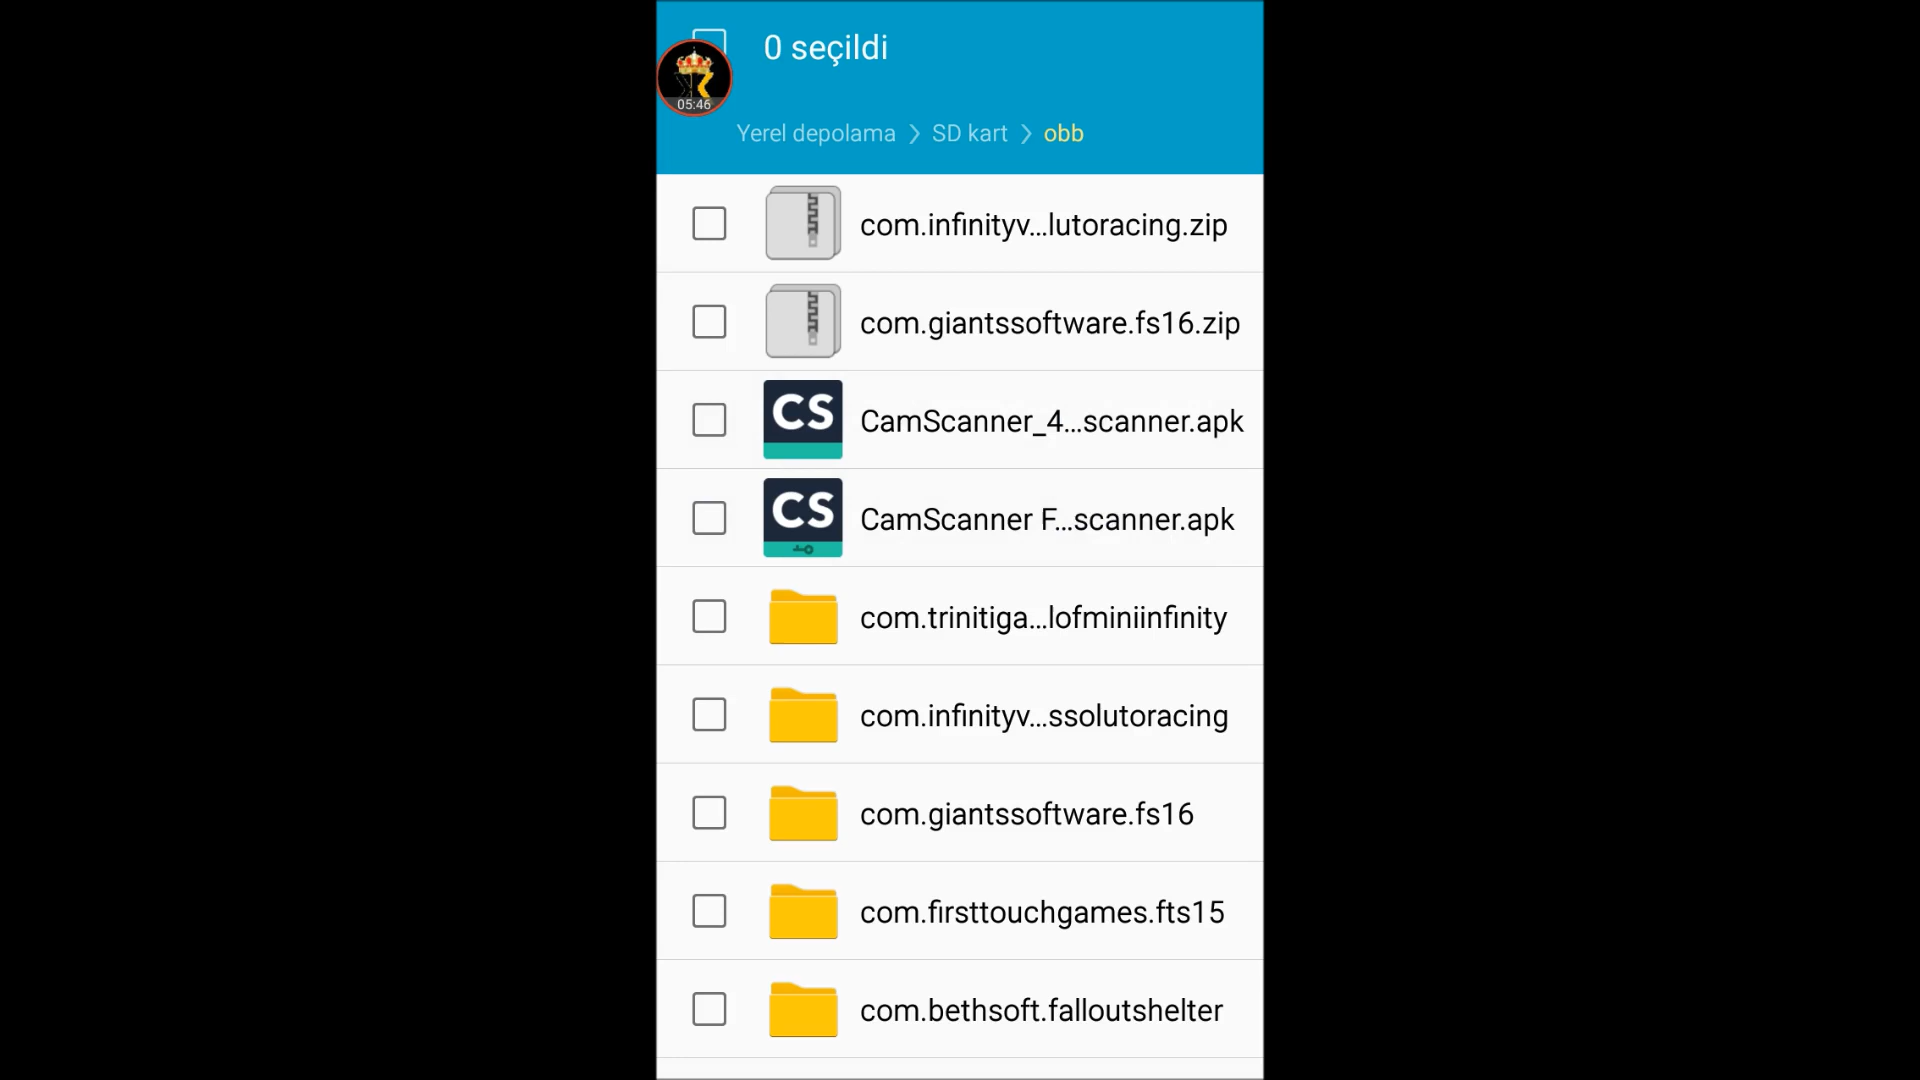 0 seçildi
05:46
Yerel depolama > SD kart > obb
com.infinityv...lutoracing.zip
com.giantssoftware.fs16.zip
CS
CamScanner_4...scanner.apk
CS
CamScanner F...scanner.apk
com.trinitiga...lofminiinfinity
com.infinityv...ssolutoracing
com.giantssoftware.fs16
com.firsttouchgames.fts15
com.bethsoft.falloutshelter